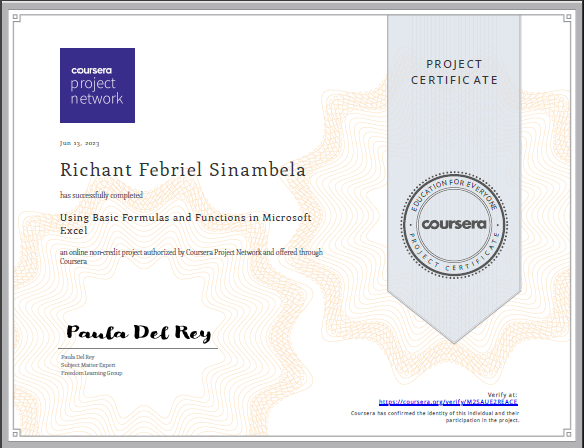 coursera
project
network
PROJECT
CERTIFICATE
Jun 13, 2023
Richant Febriel Sinambela
has successfully completed
Using Basic Formulas and Functions in Microsoft
Excel
an online non-credit project authorized by Coursera Project Network and offered through
Coursera
EDUCATION FOR EVERYONE
coursera
PROJECT CERTIFICATE
Paula Del Rey
Paula Del Rey
Subject Matter Expert
Freedom Learning Group
Verify at:
https://coursera.org/verify/M2SAUE2REACE
Coursera has confirmed the identity of this individual and their
participation in the project.